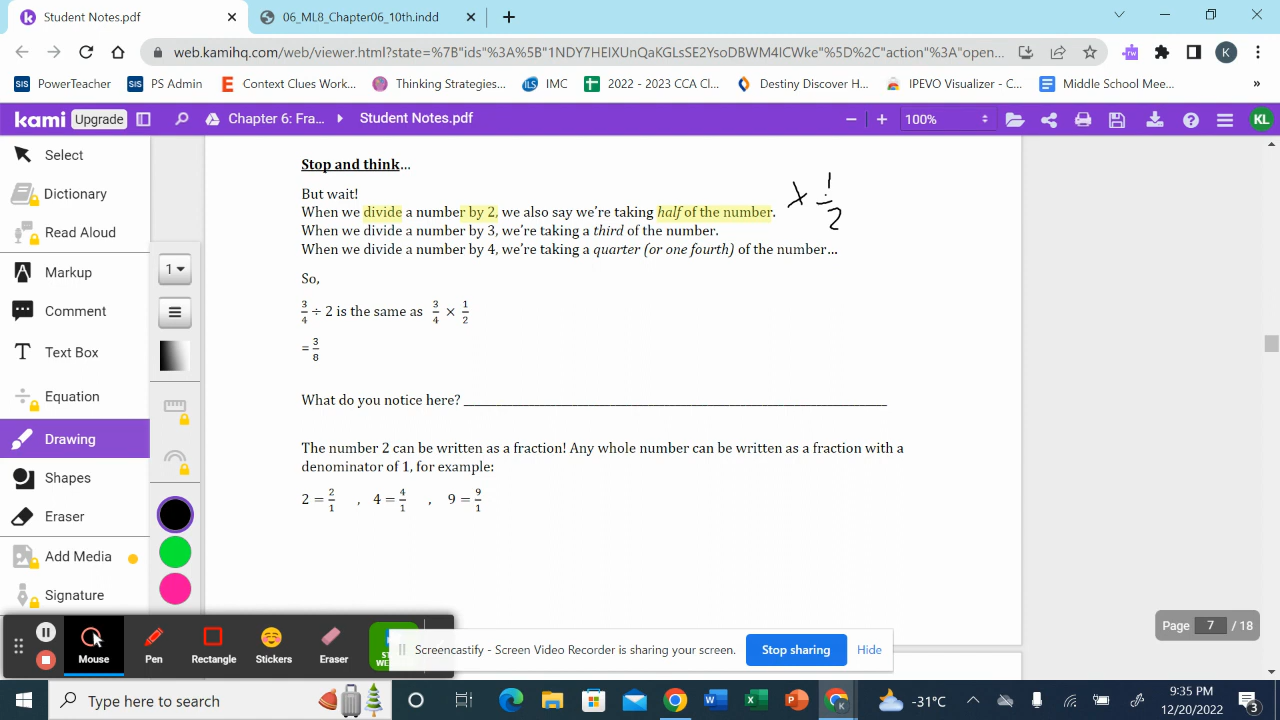 Student Notes.pdf
06_ML8_Chapter06_10th.indd
web.kamihq.com/web/viewer.html?state=%7B"ids"%3A%5B"1NDY7HEIXUnQaKGLsSE2YsoDBWM4ICWke"%5D%2C"action"%3A"open...
PowerTeacher
PS Admin
Context Clues Work
Thinking Strategies...
IMC
2022 - 2023 CCA Cl...
Destiny Discover H...
IPEVO Visualizer - C...
Middle School Mee...
kami
Upgrade
Chapter 6: Fra...
Student Notes.pdf
100%
KL
Select
Dictionary
Read Aloud
Markup
Comment
Text Box
Equation
Drawing
Shapes
Eraser
Add Media
Signature
1
Stop and think...
But wait!
When we divide a number by 2, we also say we're taking half of the number. × 1/2
When we divide a number by 3, we're taking a third of the number.
When we divide a number by 4, we're taking a quarter (or one fourth) of the number...
So,
3/4 ÷ 2 is the same as 3/4 × 1/2
= 3/8
What do you notice here?
The number 2 can be written as a fraction! Any whole number can be written as a fraction with a
denominator of 1, for example:
2 = 2/1 , 4 = 4/1 , 9 = 9/1
Page 7 / 18
Mouse
Pen
Rectangle
Stickers
Eraser
Screencastify - Screen Video Recorder is sharing your screen.
Stop sharing
Hide
Type here to search
-31°C
9:35 PM
12/20/2022
3